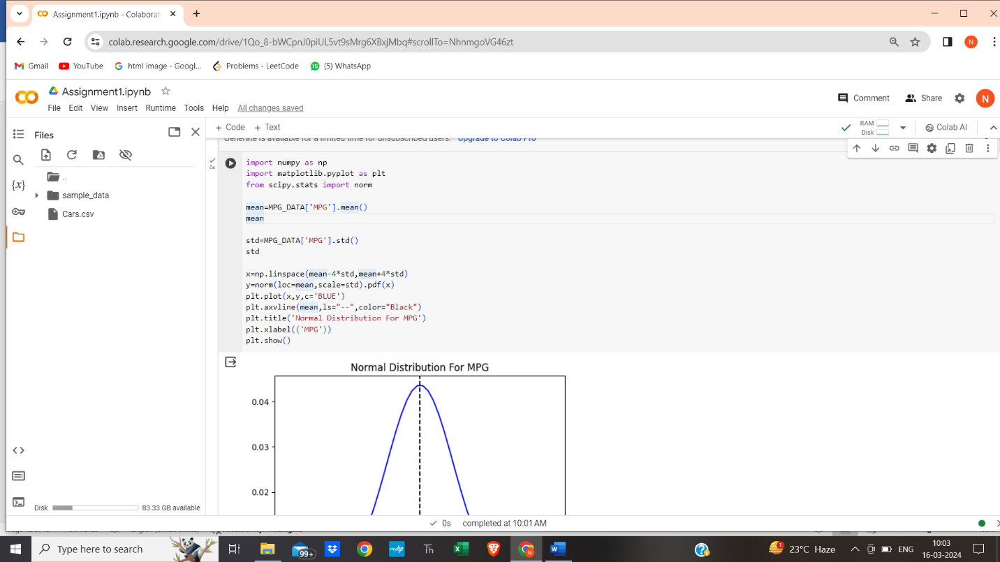 Assignment1.ipynb - Colaborat
colab.research.google.com/drive/1Qo_8-bWCpnJ0piUL5vt9sMrg6XBxjMbq#scrollTo=NhnmgoVG46zt
N
Gmail YouTube html image - Googl... Problems - LeetCode 15 (5) WhatsApp
Assignment1.ipynb
File Edit View Insert Runtime Tools Help All changes saved
Comment Share N
Files
+ Code + Text
RAM
Disk
Colab AI
Generate is available for a limited time for unsubscribed users. Upgrade to Colab Pro
..
sample_data
Cars.csv
{x}
0s
import numpy as np
import matplotlib.pyplot as plt
from scipy.stats import norm
mean=MPG_DATA['MPG'].mean()
mean
std=MPG_DATA['MPG'].std()
std
x=np.linspace(mean-4*std,mean+4*std)
y=norm(loc=mean,scale=std).pdf(x)
plt.plot(x,y,c='BLUE')
plt.axvline(mean,ls="--",color="Black")
plt.title('Normal Distribution For MPG')
plt.xlabel(('MPG'))
plt.show()
Normal Distribution For MPG
0.04
0.03
0.02
Disk 83.33 GB available
0s completed at 10:01 AM
Type here to search
99+
mvhp
Th
N
1
23°C Haze
ENG
10:03
16-03-2024